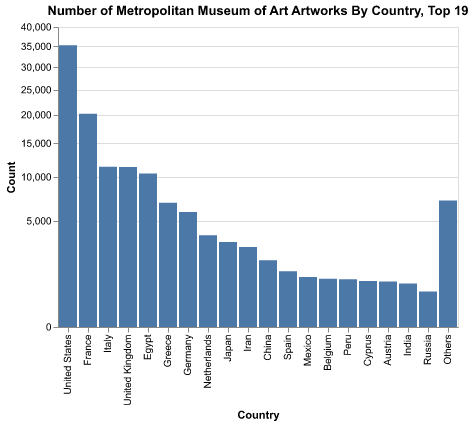 Number of Metropolitan Museum of Art Artworks By Country, Top 19
40,000
35,000
30,000
25,000
20,000
15,000
10,000
5,000
0
Count
United States
France
Italy
United Kingdom
Egypt
Greece
Germany
Netherlands
Japan
Iran
China
Spain
Mexico
Belgium
Peru
Cyprus
Austria
India
Russia
Others
Country